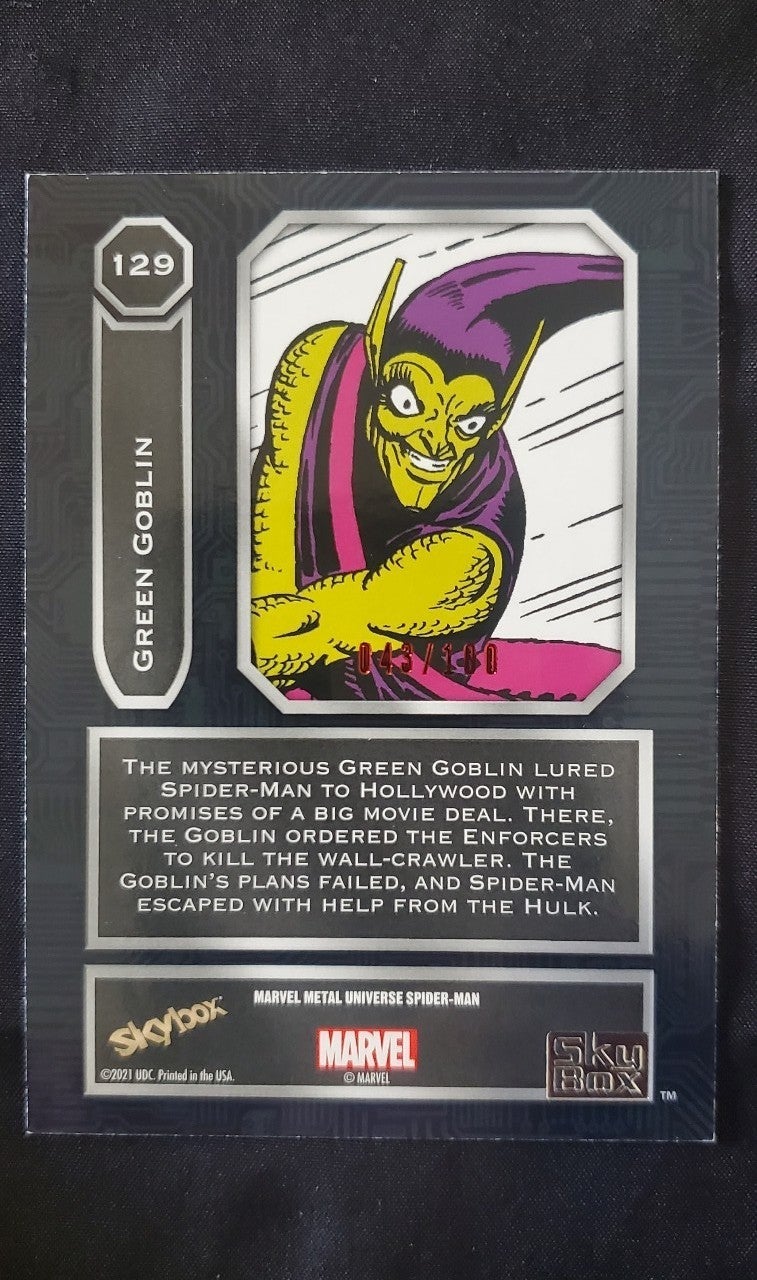 129
GREEN GOBLIN
043/100
THE MYSTERIOUS GREEN GOBLIN LURED
SPIDER-MAN TO HOLLYWOOD WITH
PROMISES OF A BIG MOVIE DEAL. THERE,
THE GOBLIN ORDERED THE ENFORCERS
TO KILL THE WALL-CRAWLER. THE
GOBLIN'S PLANS FAILED, AND SPIDER-MAN
ESCAPED WITH HELP FROM THE HULK.
MARVEL METAL UNIVERSE SPIDER-MAN
skybox
MARVEL
©2021 UDC. Printed in the USA.
© MARVEL
Sky
Box
TM